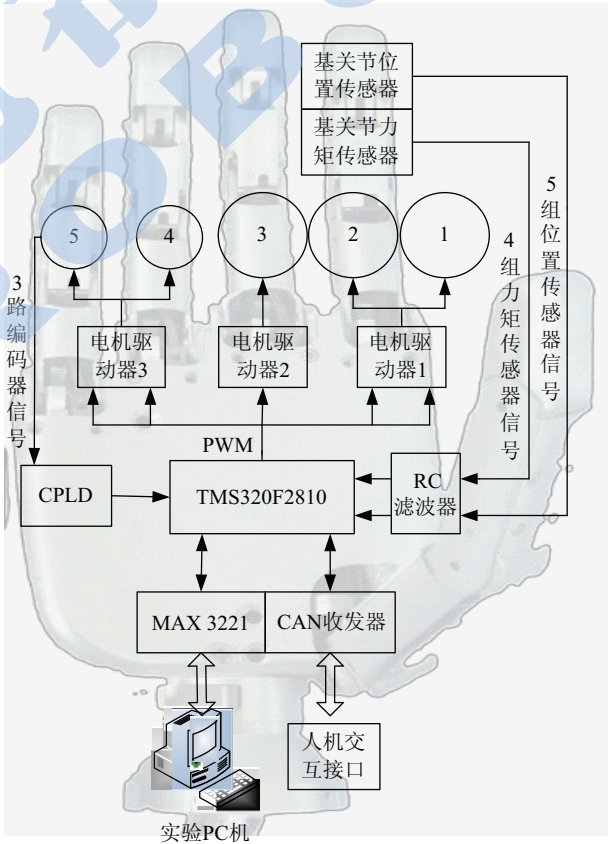 基关节位
置传感器
基关节力
矩传感器
5
4
3
2
1
3路编码器信号
4组力矩传感器信号
5组位置传感器信号
电机驱
动器3
电机驱
动器2
电机驱
动器1
PWM
CPLD
TMS320F2810
RC
滤波器
MAX 3221
CAN收发器
人机交
互接口
实验PC机